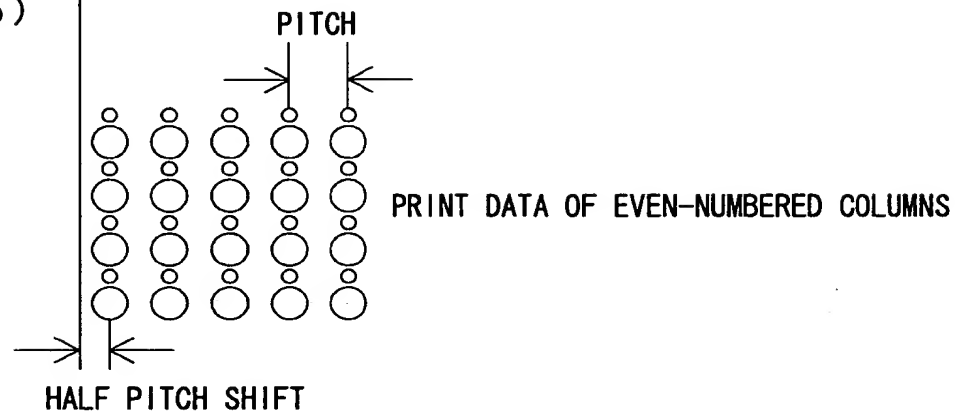 PITCH
PRINT DATA OF EVEN-NUMBERED COLUMNS
HALF PITCH SHIFT